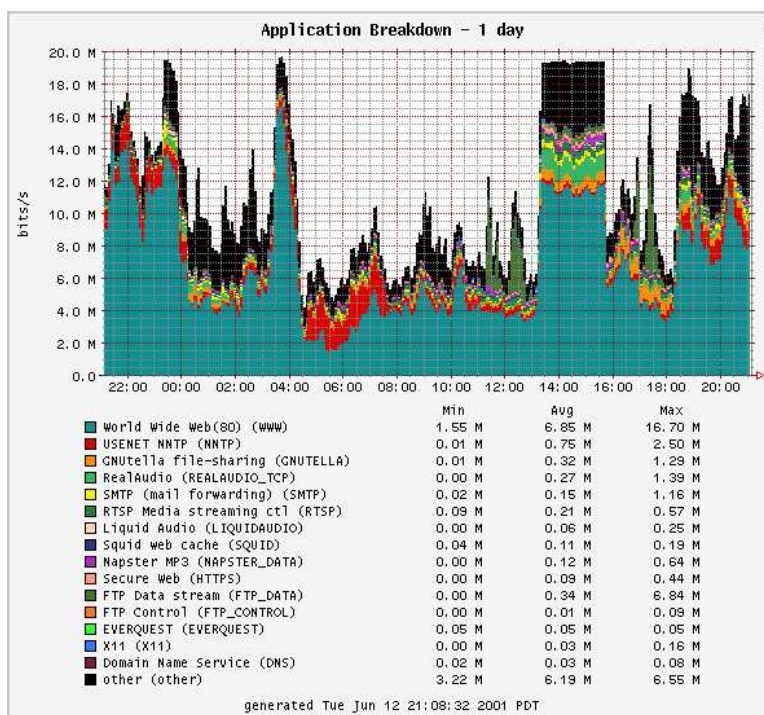 Application Breakdown - 1 day
bits/s
20.0 M
18.0 M
16.0 M
14.0 M
12.0 M
10.0 M
8.0 M
6.0 M
4.0 M
2.0 M
0.0
22:00 00:00 02:00 04:00 06:00 08:00 10:00 12:00 14:00 16:00 18:00 20:00
Min Avg Max
World Wide Web(80) (WWW) 1.55 M 6.85 M 16.70 M
USENET NNTP (NNTP) 0.01 M 0.75 M 2.50 M
GNUtella file-sharing (GNUTELLA) 0.01 M 0.32 M 1.29 M
RealAudio (REALAUDIO_TCP) 0.00 M 0.27 M 1.39 M
SMTP (mail forwarding) (SMTP) 0.02 M 0.15 M 1.16 M
RTSP Media streaming ctl (RTSP) 0.09 M 0.21 M 0.57 M
Liquid Audio (LIQUIDAUDIO) 0.00 M 0.06 M 0.25 M
Squid web cache (SQUID) 0.04 M 0.11 M 0.19 M
Napster MP3 (NAPSTER_DATA) 0.00 M 0.12 M 0.64 M
Secure Web (HTTPS) 0.00 M 0.09 M 0.44 M
FTP Data stream (FTP_DATA) 0.00 M 0.34 M 6.84 M
FTP Control (FTP_CONTROL) 0.00 M 0.01 M 0.09 M
EVERQUEST (EVERQUEST) 0.05 M 0.05 M 0.05 M
X11 (X11) 0.00 M 0.03 M 0.16 M
Domain Name Service (DNS) 0.02 M 0.03 M 0.08 M
other (other) 3.22 M 6.19 M 6.55 M
generated Tue Jun 12 21:08:32 2001 PDT